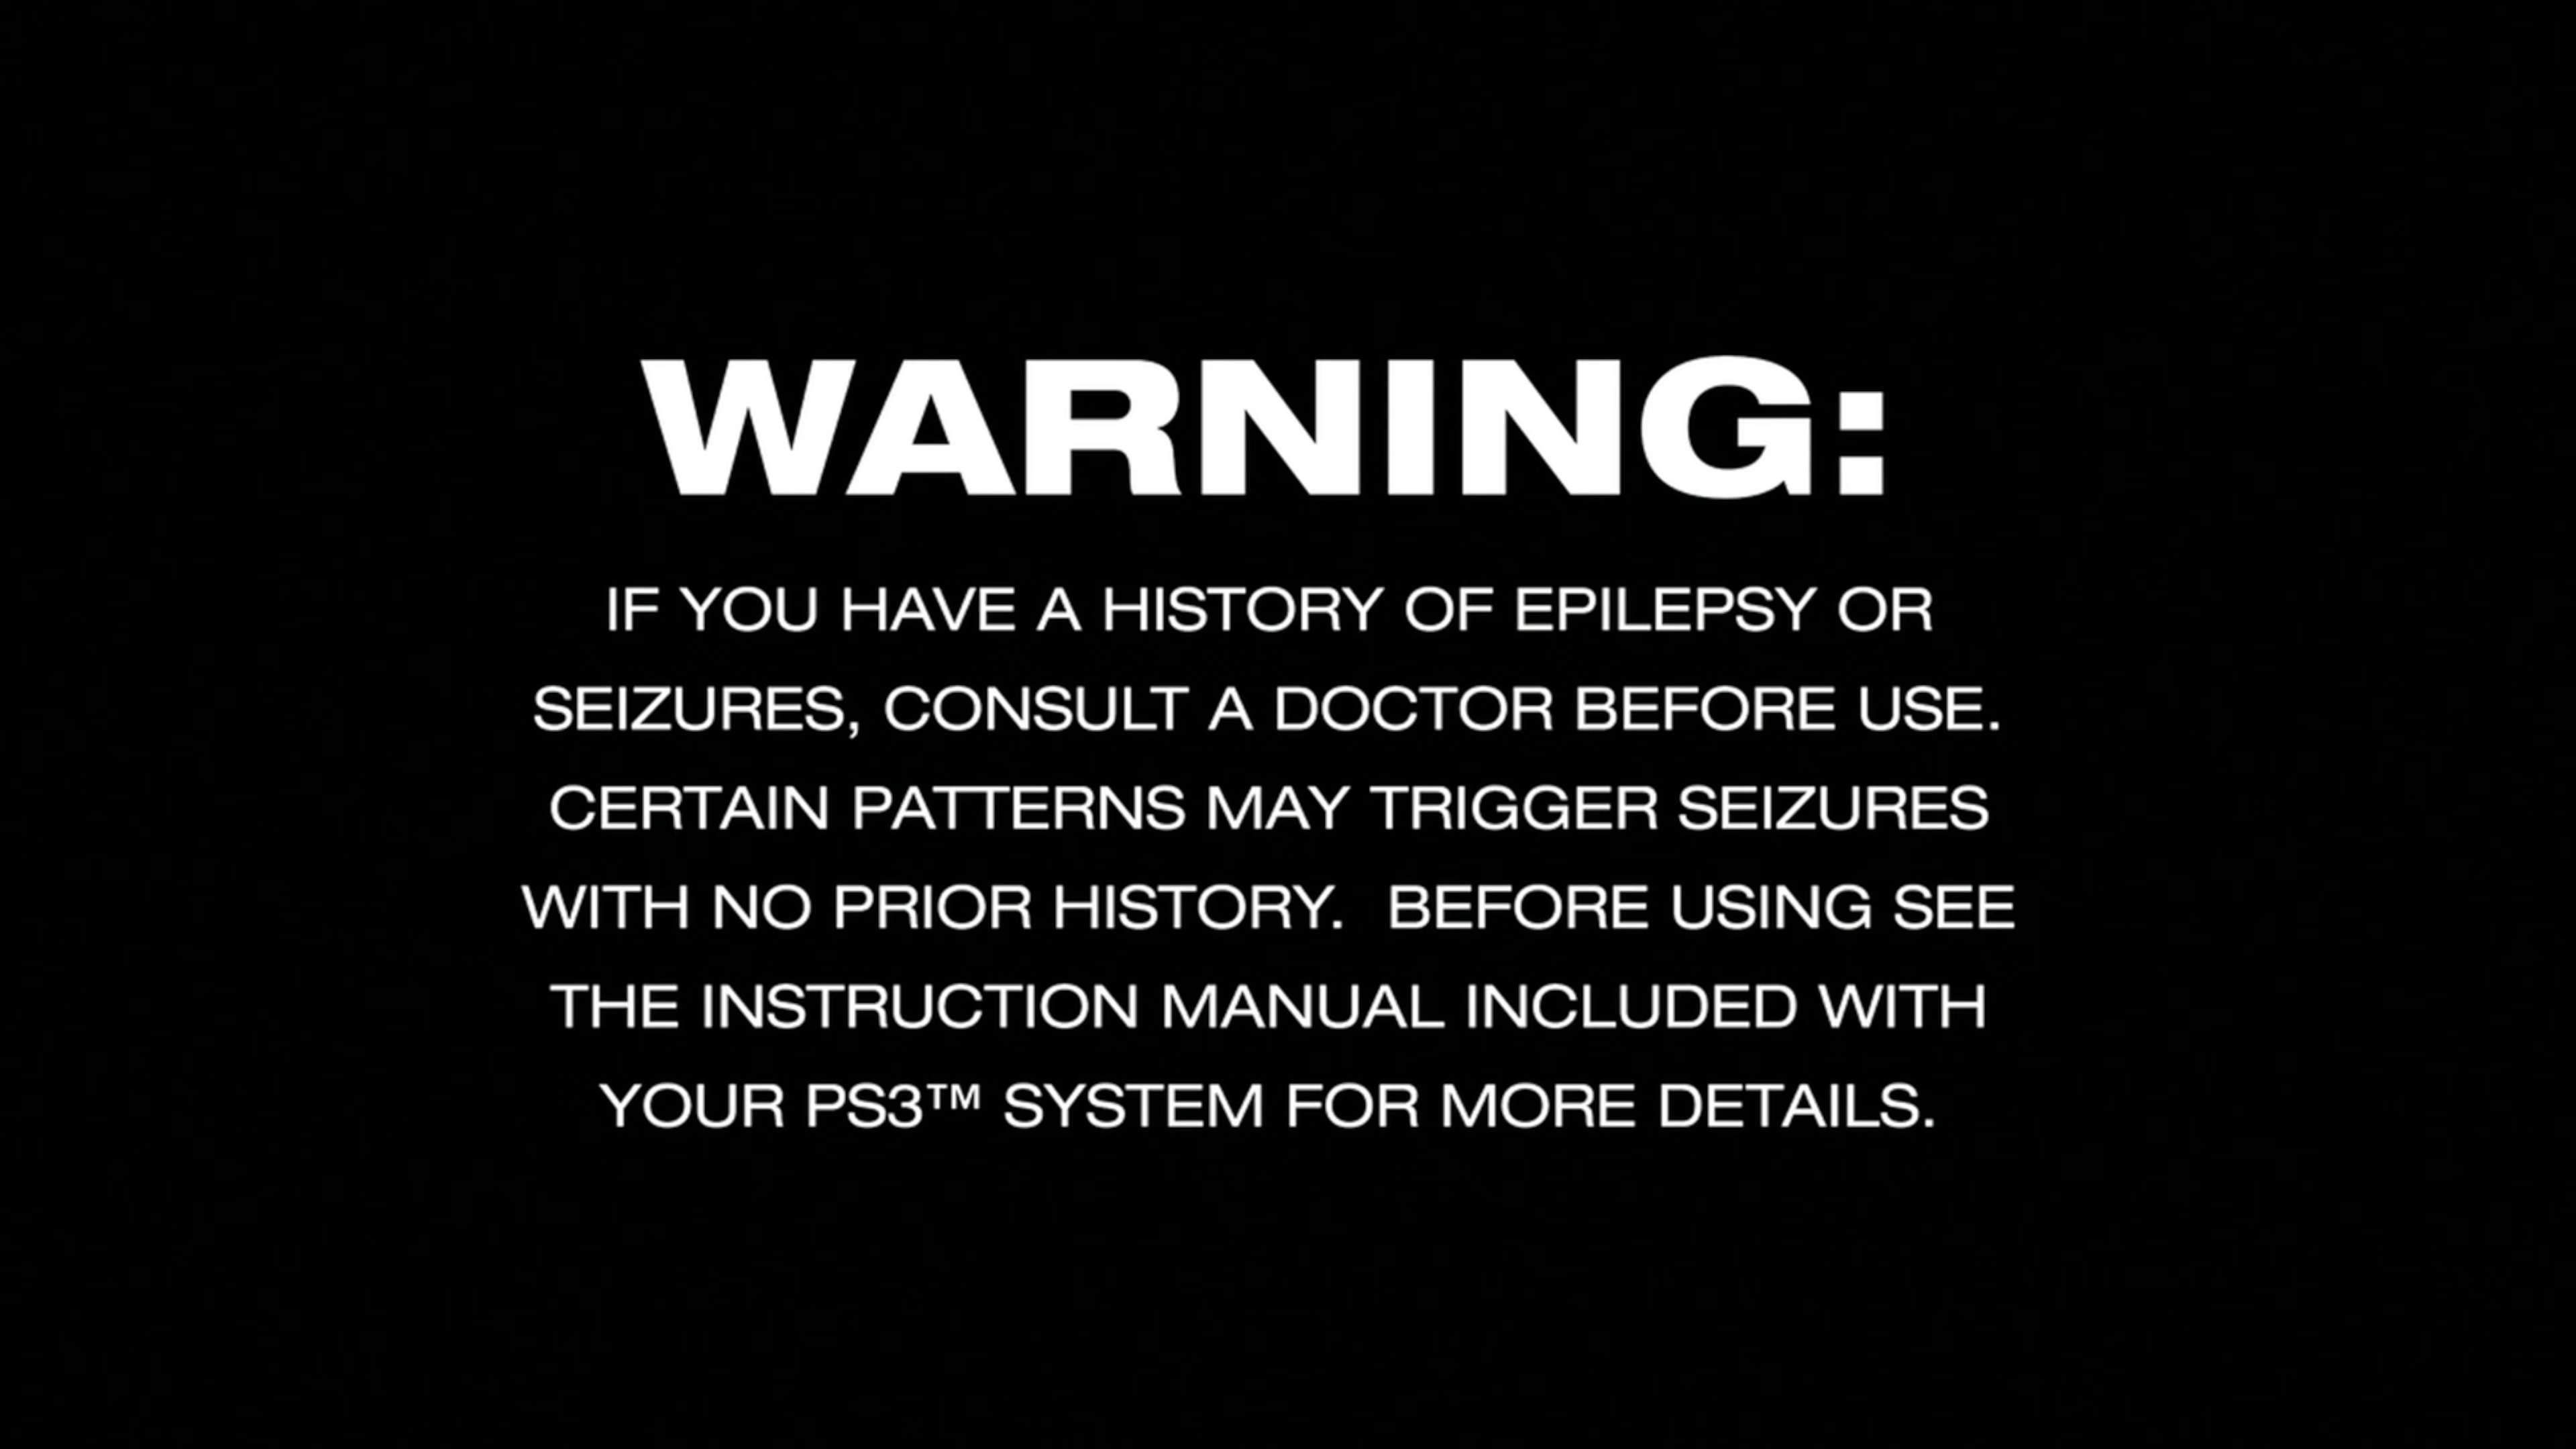 WARNING:
IF YOU HAVE A HISTORY OF EPILEPSY OR
SEIZURES, CONSULT A DOCTOR BEFORE USE.
CERTAIN PATTERNS MAY TRIGGER SEIZURES
WITH NO PRIOR HISTORY.  BEFORE USING SEE
THE INSTRUCTION MANUAL INCLUDED WITH
YOUR PS3™ SYSTEM FOR MORE DETAILS.